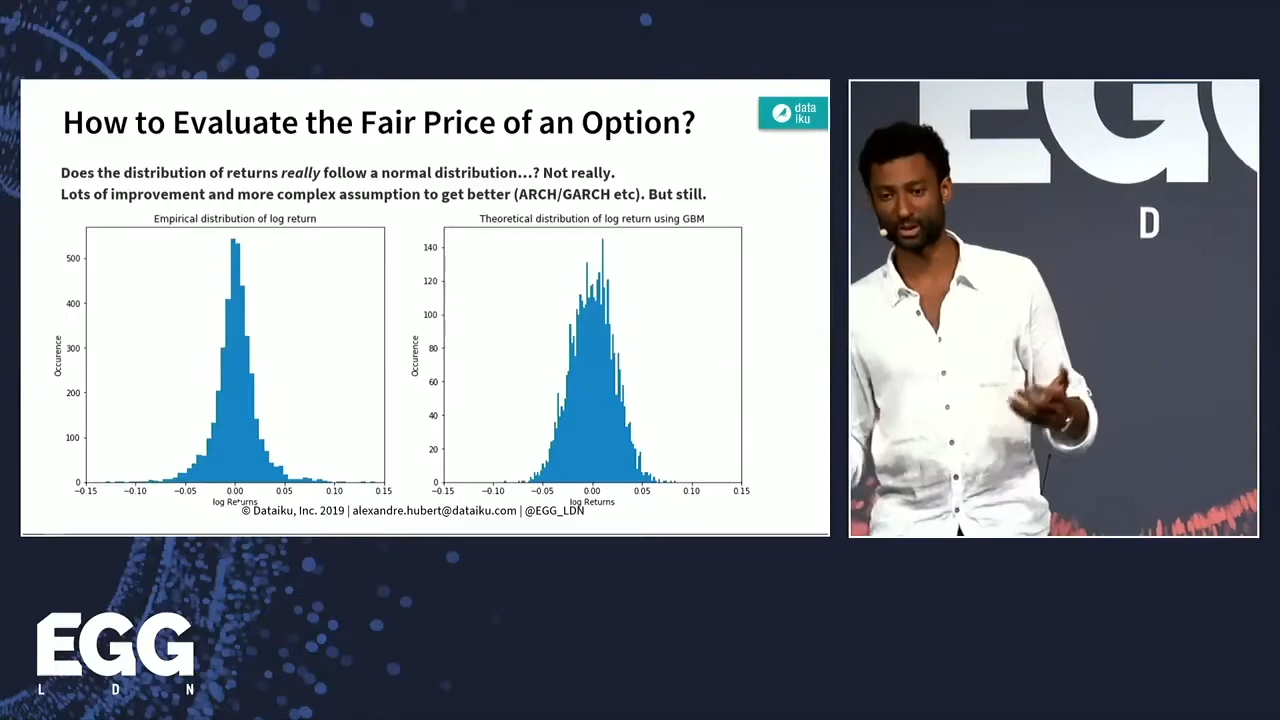 How to Evaluate the Fair Price of an Option?
data
iku
Does the distribution of returns really follow a normal distribution...? Not really.
Lots of improvement and more complex assumption to get better (ARCH/GARCH etc). But still.
Empirical distribution of log return
Occurence
500
400
300
200
100
0
−0.15 −0.10 −0.05 0.00 0.05 0.10 0.15
log Returns
Theoretical distribution of log return using GBM
Occurence
140
120
100
80
60
40
20
0
−0.15 −0.10 −0.05 0.00 0.05 0.10 0.15
log Returns
© Dataiku, Inc. 2019 | alexandre.hubert@dataiku.com | @EGG_LDN
EGG
D
EGG
L D N